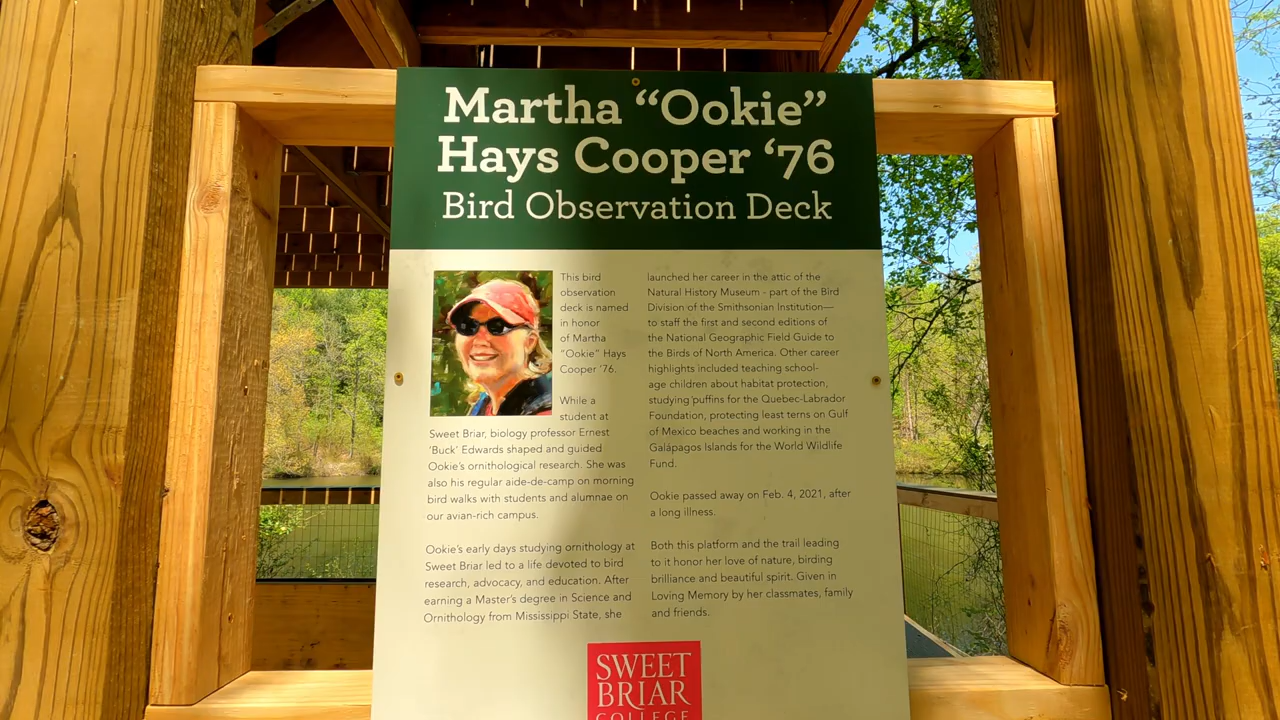 Martha “Ookie”
Hays Cooper ‘76
Bird Observation Deck
This bird
observation
deck is named
in honor
of Martha
“Ookie” Hays
Cooper ‘76.
While a
student at
Sweet Briar, biology professor Ernest
‘Buck’ Edwards shaped and guided
Ookie’s ornithological research. She was
also his regular aide-de-camp on morning
bird walks with students and alumnae on
our avian-rich campus.
Ookie’s early days studying ornithology at
Sweet Briar led to a life devoted to bird
research, advocacy, and education. After
earning a Master’s degree in Science and
Ornithology from Mississippi State, she
launched her career in the attic of the
Natural History Museum - part of the Bird
Division of the Smithsonian Institution—
to staff the first and second editions of
the National Geographic Field Guide to
the Birds of North America. Other career
highlights included teaching school-
age children about habitat protection,
studying puffins for the Quebec-Labrador
Foundation, protecting least terns on Gulf
of Mexico beaches and working in the
Galápagos Islands for the World Wildlife
Fund.
Ookie passed away on Feb. 4, 2021, after
a long illness.
Both this platform and the trail leading
to it honor her love of nature, birding
brilliance and beautiful spirit. Given in
Loving Memory by her classmates, family
and friends.
SWEET
BRIAR
COLLEGE